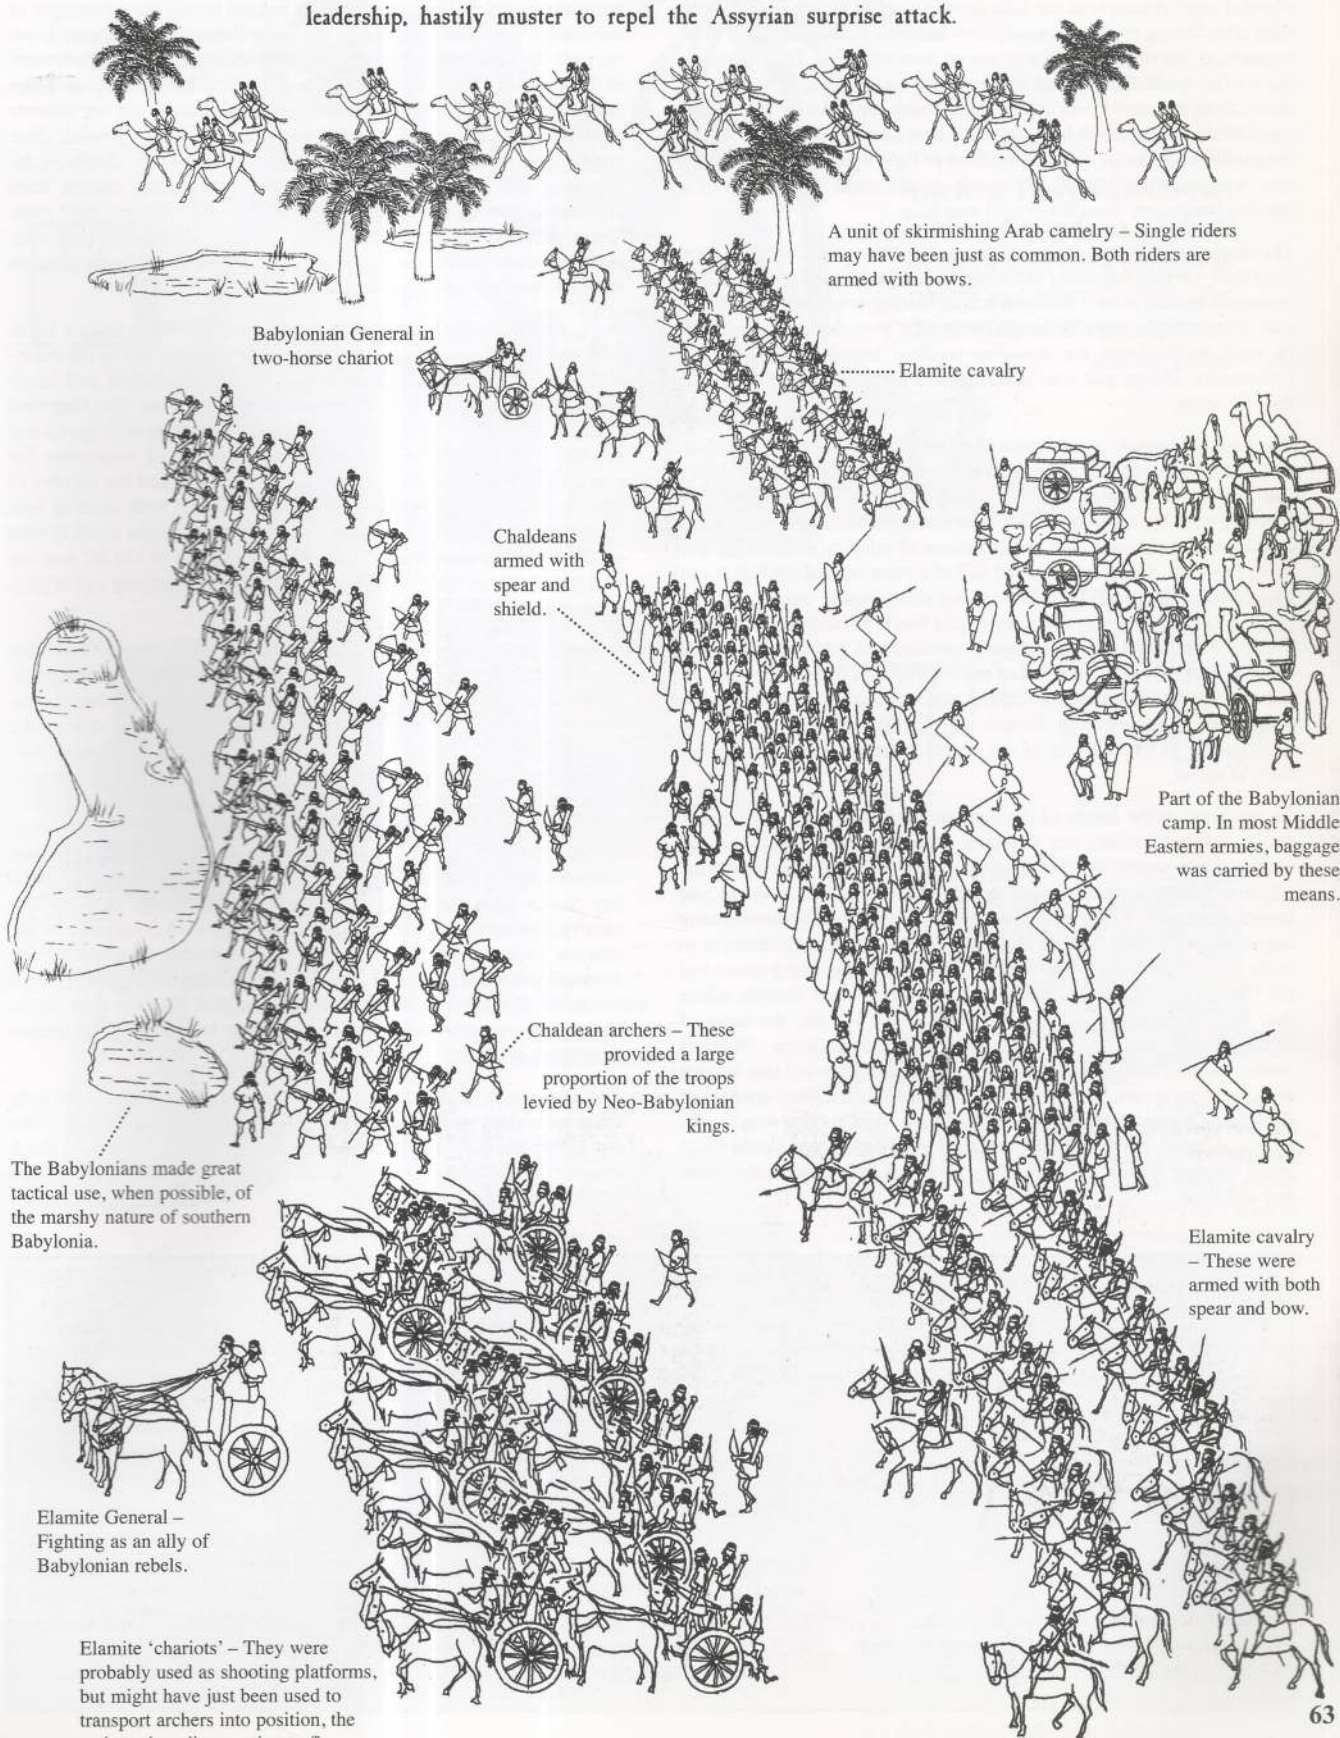 leadership, hastily muster to repel the Assyrian surprise attack.
A unit of skirmishing Arab camelry – Single riders
may have been just as common. Both riders are
armed with bows.
Babylonian General in
two-horse chariot
Elamite cavalry
Chaldeans
armed with
spear and
shield.
Part of the Babylonian
camp. In most Middle
Eastern armies, baggage
was carried by these
means.
Chaldean archers – These
provided a large
proportion of the troops
levied by Neo-Babylonian
kings.
The Babylonians made great
tactical use, when possible, of
the marshy nature of southern
Babylonia.
Elamite cavalry
– These were
armed with both
spear and bow.
Elamite General –
Fighting as an ally of
Babylonian rebels.
Elamite ‘chariots’ – They were
probably used as shooting platforms,
but might have just been used to
transport archers into position, the
63